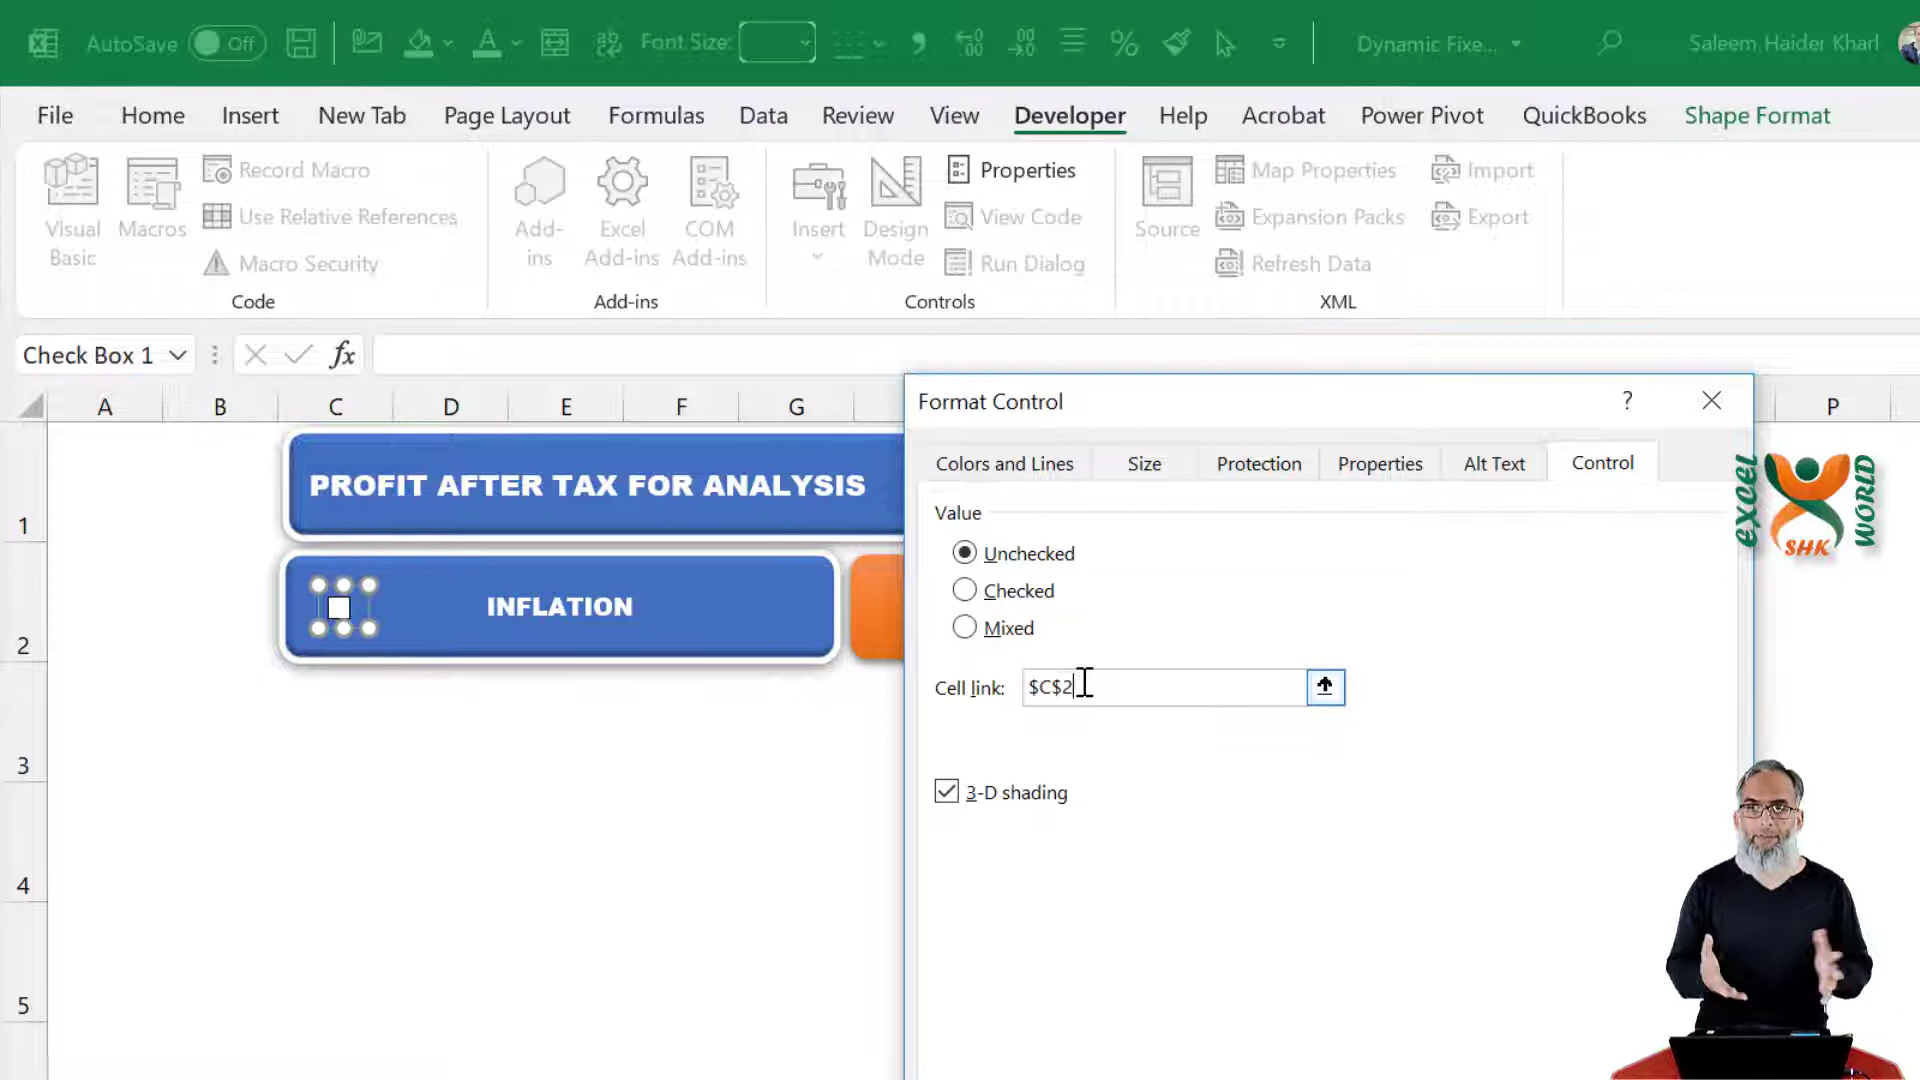 AutoSave Off Font Size: Dynamic Fixe... Saleem Haider Kharl
File Home Insert New Tab Page Layout Formulas Data Review View Developer Help Acrobat Power Pivot QuickBooks Shape Format
Visual Basic
Macros
Record Macro
Use Relative References
Macro Security
Code
Add-ins
Excel Add-ins
COM Add-ins
Add-ins
Insert
Design Mode
Properties
View Code
Run Dialog
Controls
Source
Map Properties
Expansion Packs
Refresh Data
Import
Export
XML
Check Box 1 fx
A B C D E F G P
1
2
3
4
5
PROFIT AFTER TAX FOR ANALYSIS
INFLATION
Format Control ?
Colors and Lines Size Protection Properties Alt Text Control
Value
Unchecked
Checked
Mixed
Cell link: $C$2
3-D shading
EXCEL
WORLD
SHK